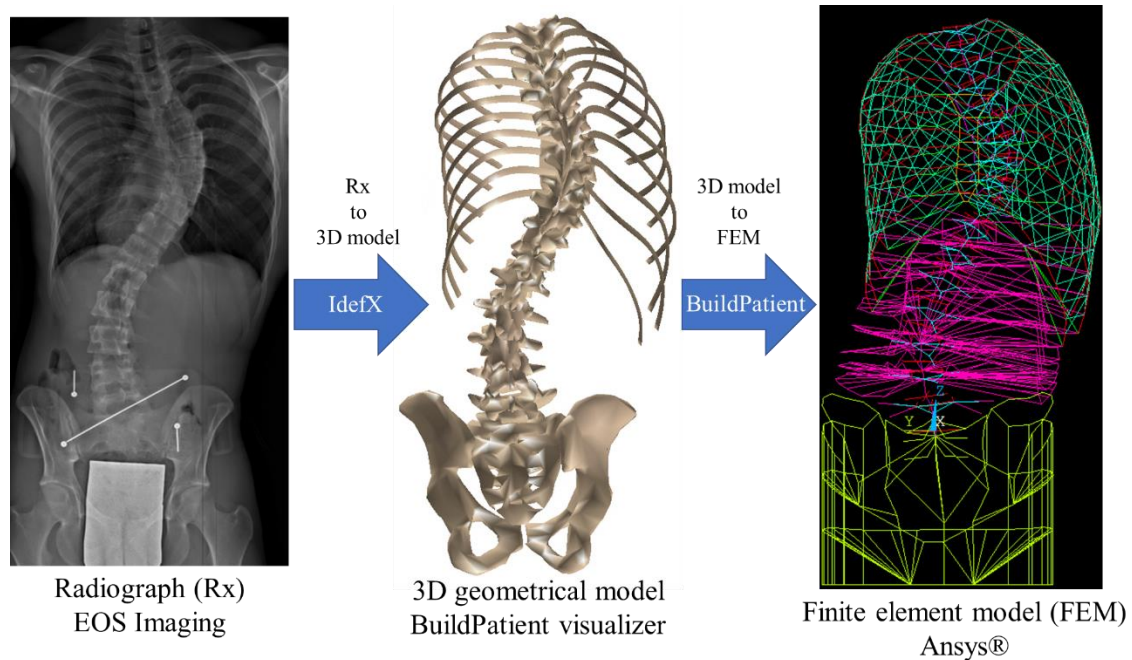 Rx
to
3D model
IdefX
3D model
to
FEM
BuildPatient
Z
Y
X
Radiograph (Rx)
EOS Imaging
3D geometrical model
BuildPatient visualizer
Finite element model (FEM)
Ansys®